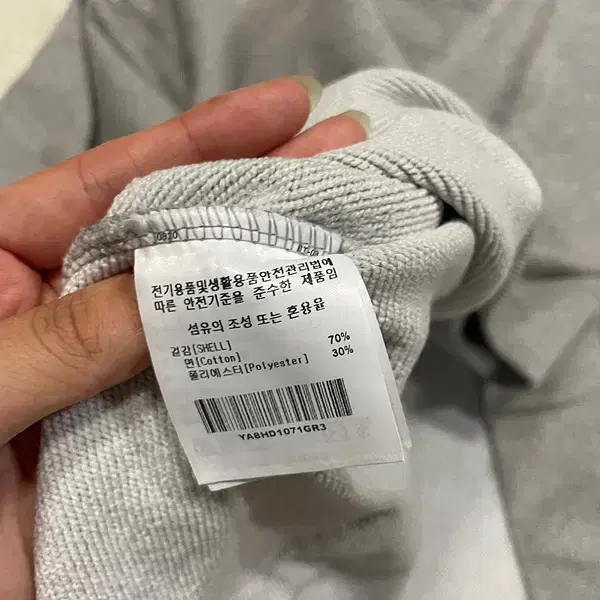 0520
전기용품및생활용품안전관리법에
따른 안전기준을 준수한 제품임
섬유의 조성 또는 혼용율
겉감[SHELL]
면[Cotton] 70%
폴리에스터[Polyester] 30%
YA8HD1071GR3